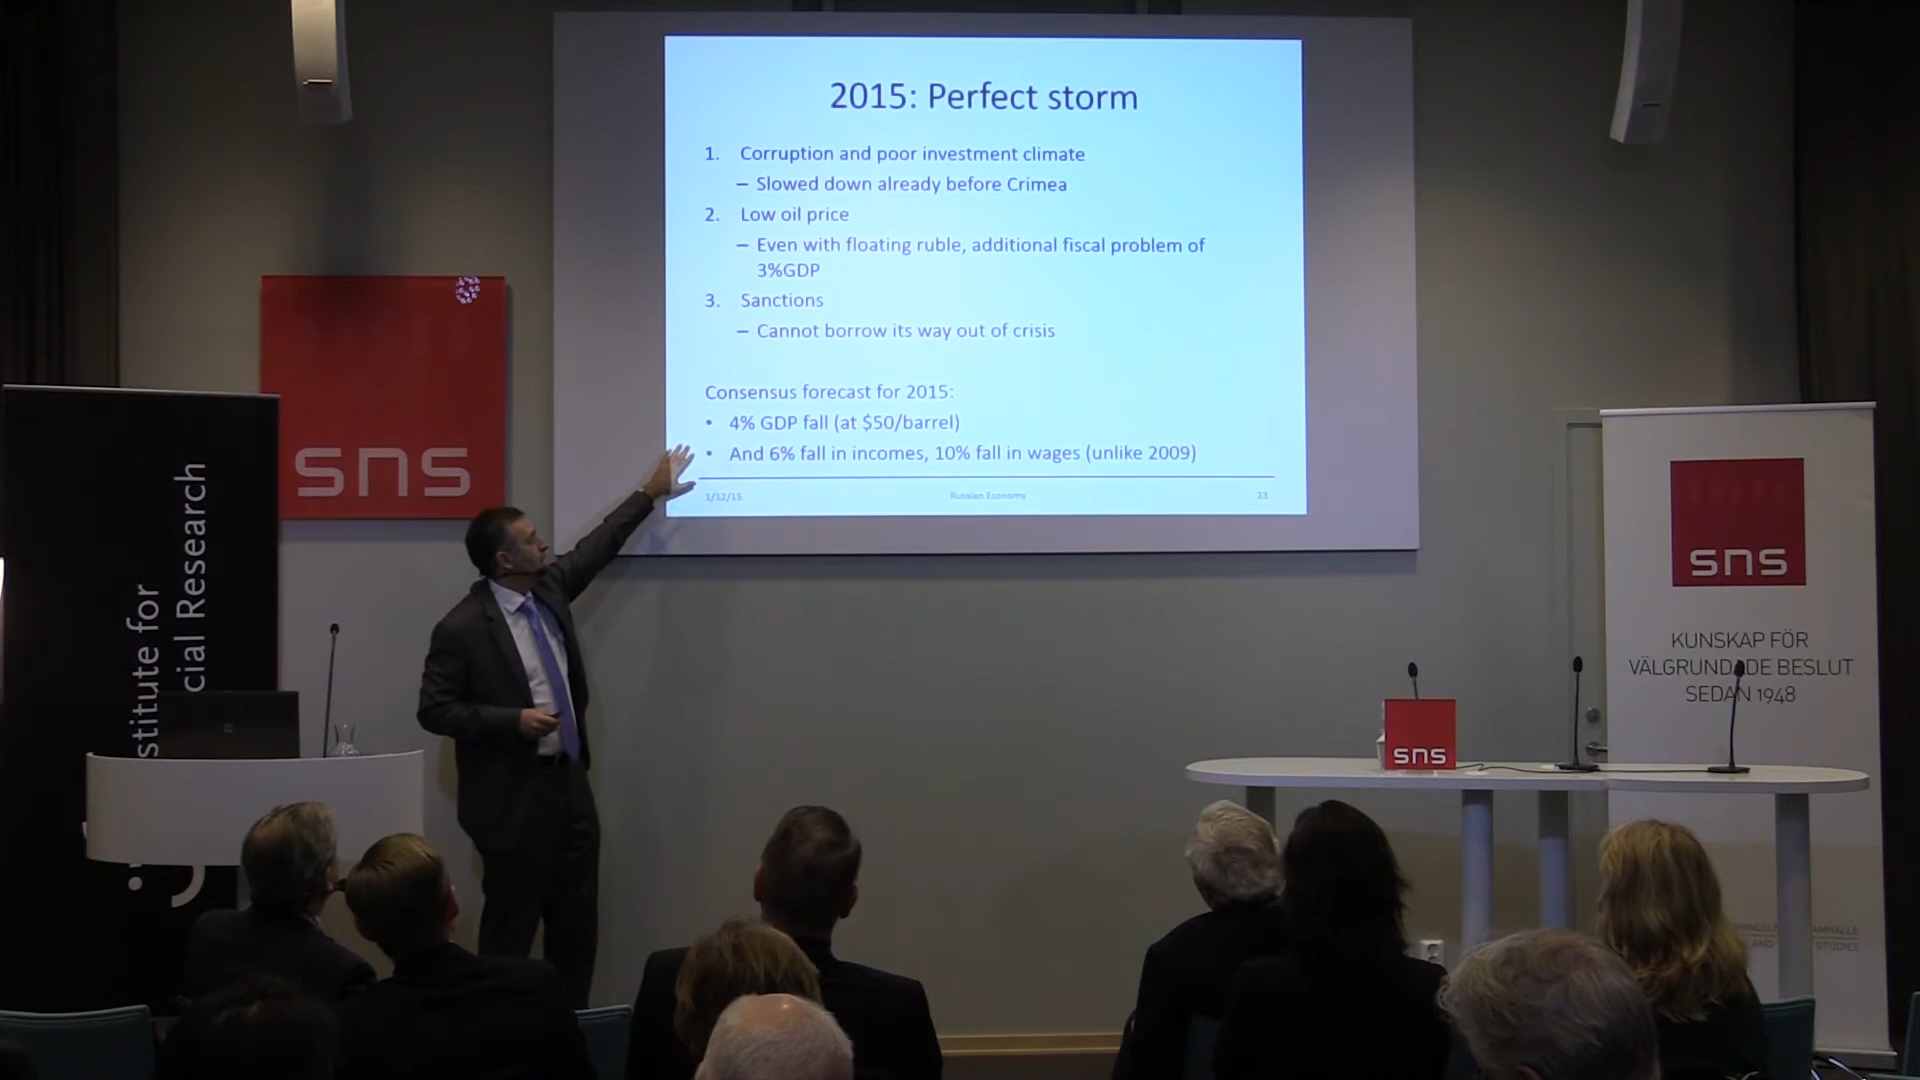 2015: Perfect storm
1. Corruption and poor investment climate
– Slowed down already before Crimea
2. Low oil price
– Even with floating ruble, additional fiscal problem of
3%GDP
3. Sanctions
– Cannot borrow its way out of crisis
Consensus forecast for 2015:
• 4% GDP fall (at $50/barrel)
• And 6% fall in incomes, 10% fall in wages (unlike 2009)
1/12/15
Russian Economy
23
sns
stitute for
cial Research
sns
KUNSKAP FÖR
VÄLGRUNDADE BESLUT
SEDAN 1948
sns
AMHÄLLE
AND
STUDIES